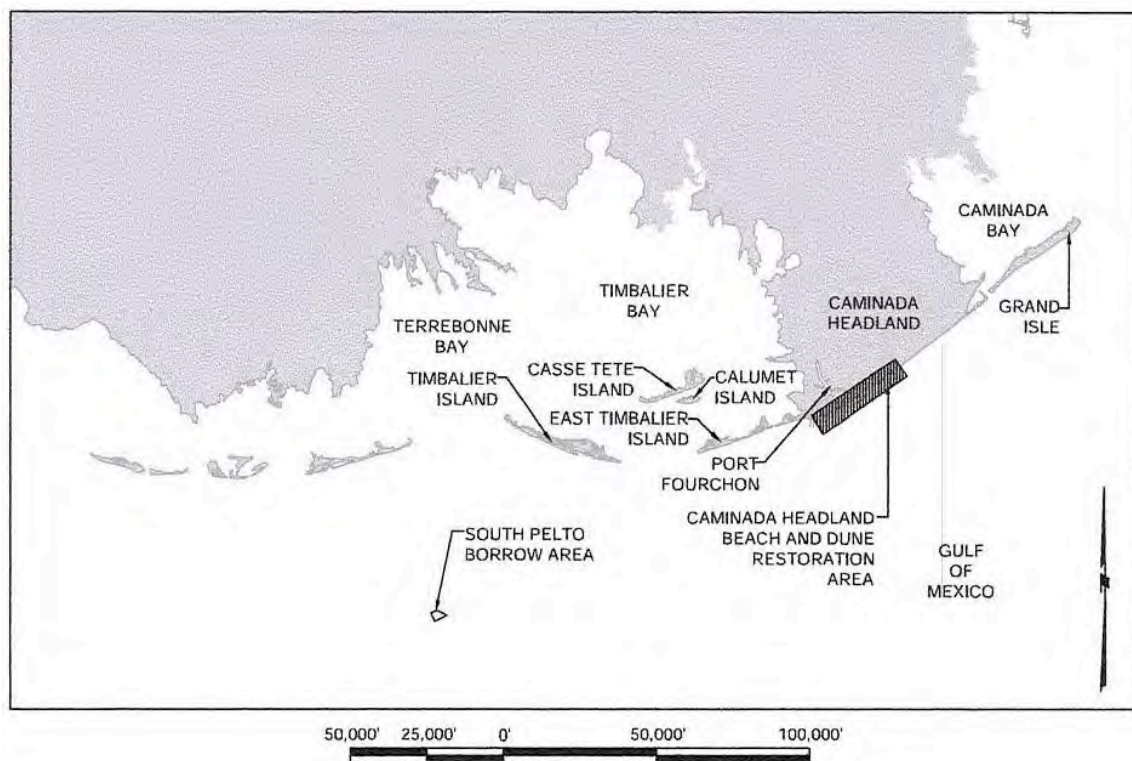 CAMINADA
BAY
GRAND
ISLE
TIMBALIER
BAY
CAMINADA
HEADLAND
TERREBONNE
BAY
CASSE TETE
ISLAND
CALUMET
ISLAND
TIMBALIER
ISLAND
EAST TIMBALIER
ISLAND
PORT
FOURCHON
CAMINADA HEADLAND
BEACH AND DUNE
RESTORATION
AREA
SOUTH PELTO
BORROW AREA
GULF
OF
MEXICO
50,000' 25,000' 0' 50,000' 100,000'